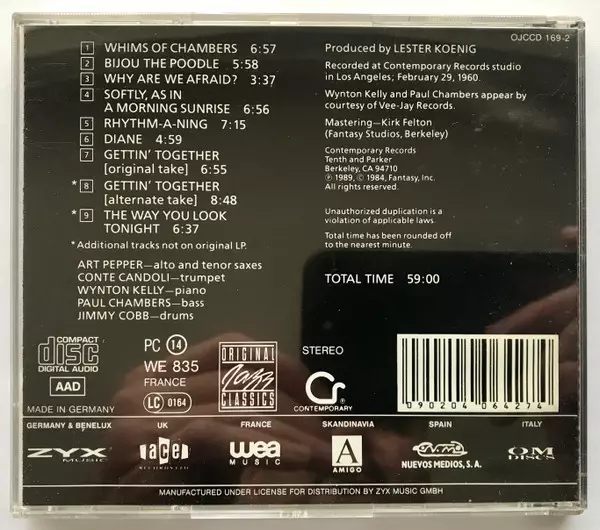 OJCCD 169-2
1 WHIMS OF CHAMBERS 6:57
2 BIJOU THE POODLE 5:58
3 WHY ARE WE AFRAID? 3:37
4 SOFTLY, AS IN
A MORNING SUNRISE 6:56
5 RHYTHM-A-NING 7:15
6 DIANE 4:59
7 GETTIN' TOGETHER
[original take] 6:55
* 8 GETTIN' TOGETHER
[alternate take] 8:48
* 9 THE WAY YOU LOOK
TONIGHT 6:37
* Additional tracks not on original LP.
ART PEPPER—alto and tenor saxes
CONTE CANDOLI—trumpet
WYNTON KELLY—piano
PAUL CHAMBERS—bass
JIMMY COBB—drums
Produced by LESTER KOENIG
Recorded at Contemporary Records studio
in Los Angeles; February 29, 1960.
Wynton Kelly and Paul Chambers appear by
courtesy of Vee-Jay Records.
Mastering—Kirk Felton
(Fantasy Studios, Berkeley)
Contemporary Records
Tenth and Parker
Berkeley, CA 94710
℗ 1989, © 1984, Fantasy, Inc.
All rights reserved.
Unauthorized duplication is a
violation of applicable laws.
Total time has been rounded off
to the nearest minute.
TOTAL TIME 59:00
COMPACT
disc
DIGITAL AUDIO
AAD
MADE IN GERMANY
PC 14
WE 835
FRANCE
LC 0164
ORIGINAL
Jazz
CLASSICS
STEREO
Cr
CONTEMPORARY
0 90204 06427 4
GERMANY & BENELUX
UK
FRANCE
SKANDINAVIA
SPAIN
ITALY
ZYX
MUSIC
ace
RECORDS LTD
wea
MUSIC
A
AMIGO
NUEVOS MEDIOS, S.A.
OM
DISCS
MANUFACTURED UNDER LICENSE FOR DISTRIBUTION BY ZYX MUSIC GMBH